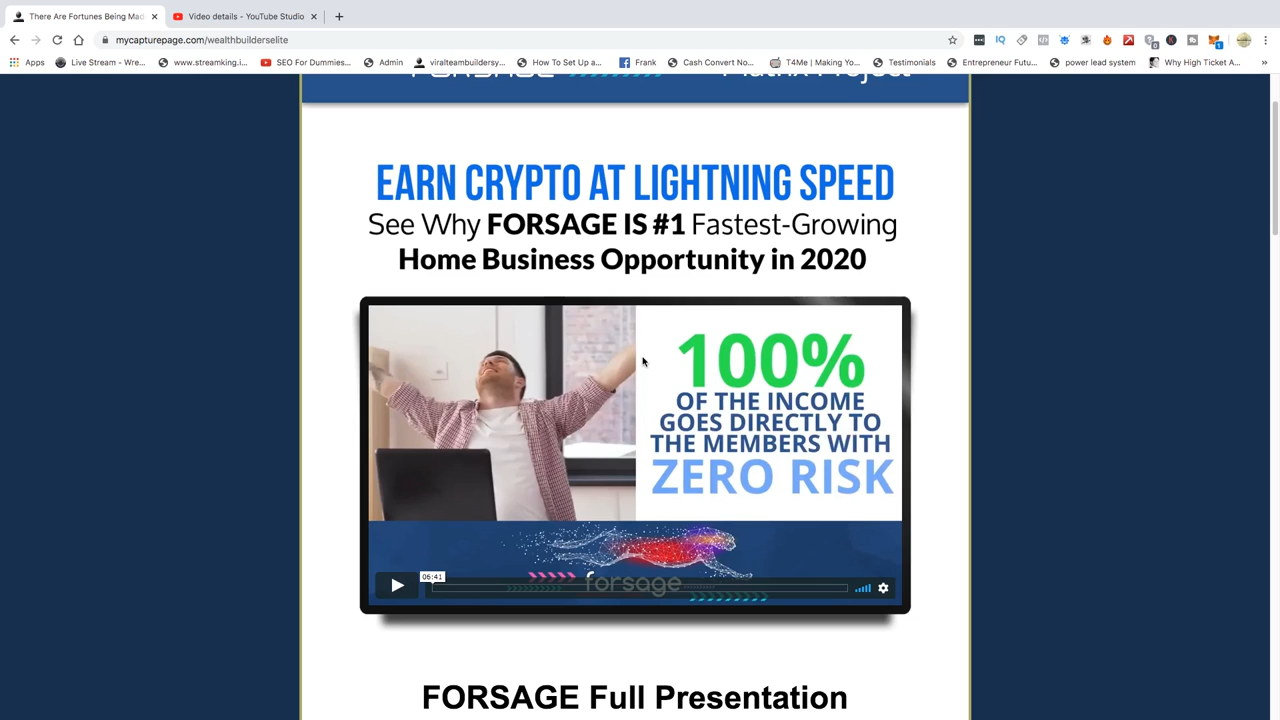 There Are Fortunes Being Mad
Video details - YouTube Studio
mycapturepage.com/wealthbuilderselite
Apps
Live Stream - Wre...
www.streamking.i...
SEO For Dummies...
Admin
viralteambuildersy...
How To Set Up a...
Frank
Cash Convert No...
T4Me | Making Yo...
Testimonials
Entrepreneur Futu...
power lead system
Why High Ticket A...
FORSAGE Matrix Project
EARN CRYPTO AT LIGHTNING SPEED
See Why FORSAGE IS #1 Fastest-Growing
Home Business Opportunity in 2020
100%
OF THE INCOME
GOES DIRECTLY TO
THE MEMBERS WITH
ZERO RISK
06:41
forsage
FORSAGE Full Presentation